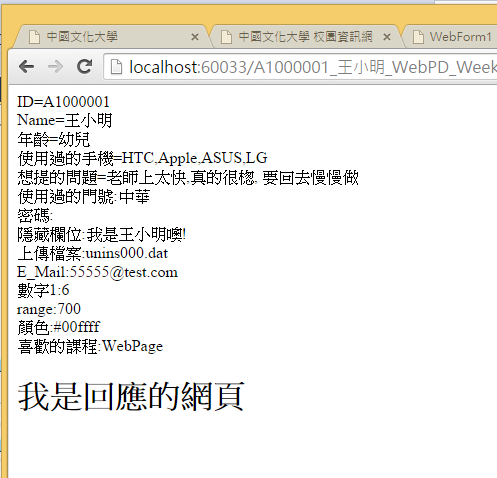 中國文化大學
中國文化大學 校園資訊網
WebForm1
localhost:60033/A1000001_王小明_WebPD_Week
ID=A1000001
Name=王小明
年齡=幼兒
使用過的手機=HTC,Apple,ASUS,LG
想提的問題=老師上太快,真的很樬, 要回去慢慢做
使用過的門號:中華
密碼:
隱藏欄位:我是王小明噢!
上傳檔案:unins000.dat
E_Mail:55555@test.com
數字1:6
range:700
顏色:#00ffff
喜歡的課程:WebPage
我是回應的網頁